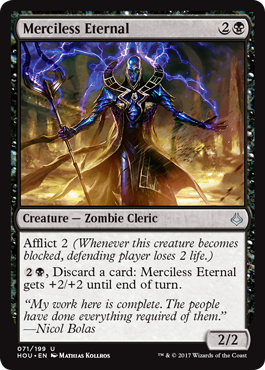 Merciless Eternal 2
Creature — Zombie Cleric
Afflict 2 (Whenever this creature becomes
blocked, defending player loses 2 life.)
2, Discard a card: Merciless Eternal
gets +2/+2 until end of turn.
“My work here is complete. The people
have done everything required of them.”
—Nicol Bolas
2/2
071/199 U
HOU • EN Mathias Kollros
™ & © 2017 Wizards of the Coast